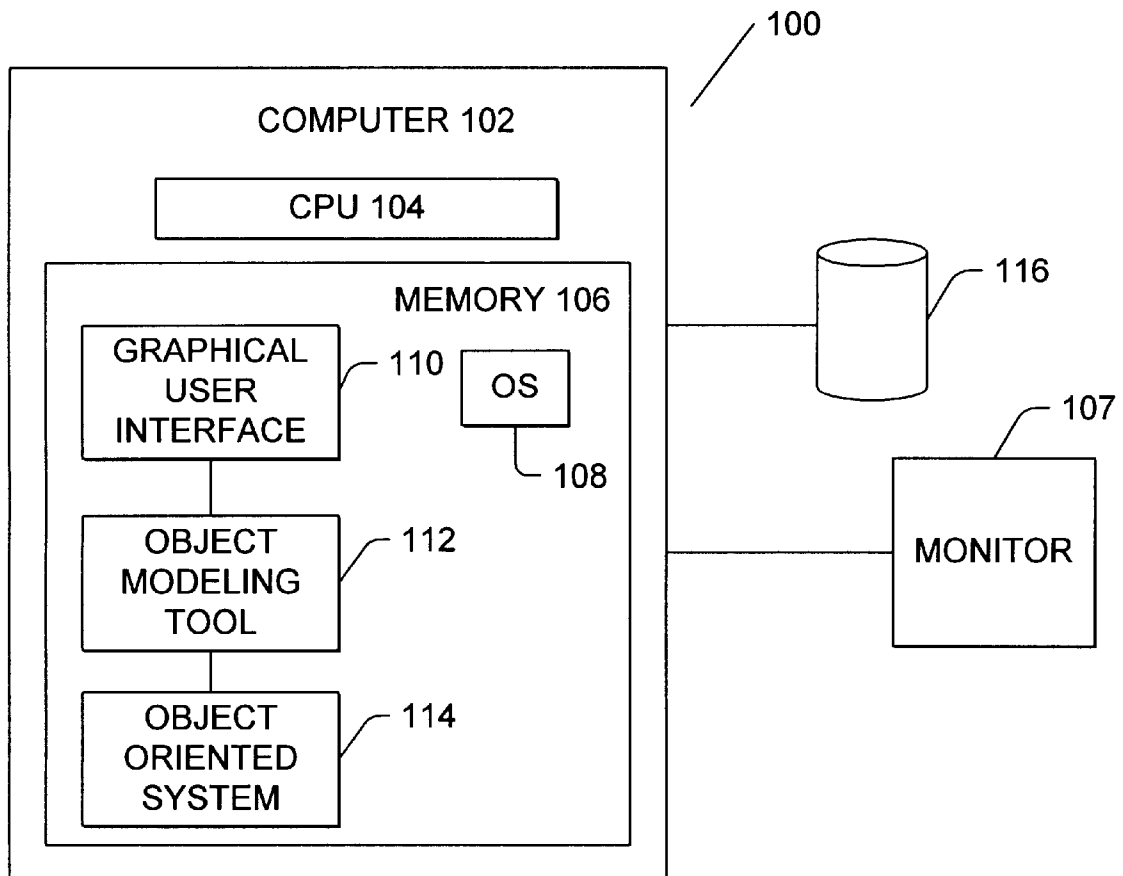 100
COMPUTER 102
CPU 104
116
MEMORY 106
GRAPHICAL
USER
INTERFACE
110
OS
108
107
OBJECT
MODELING
TOOL
112
MONITOR
OBJECT
ORIENTED
SYSTEM
114